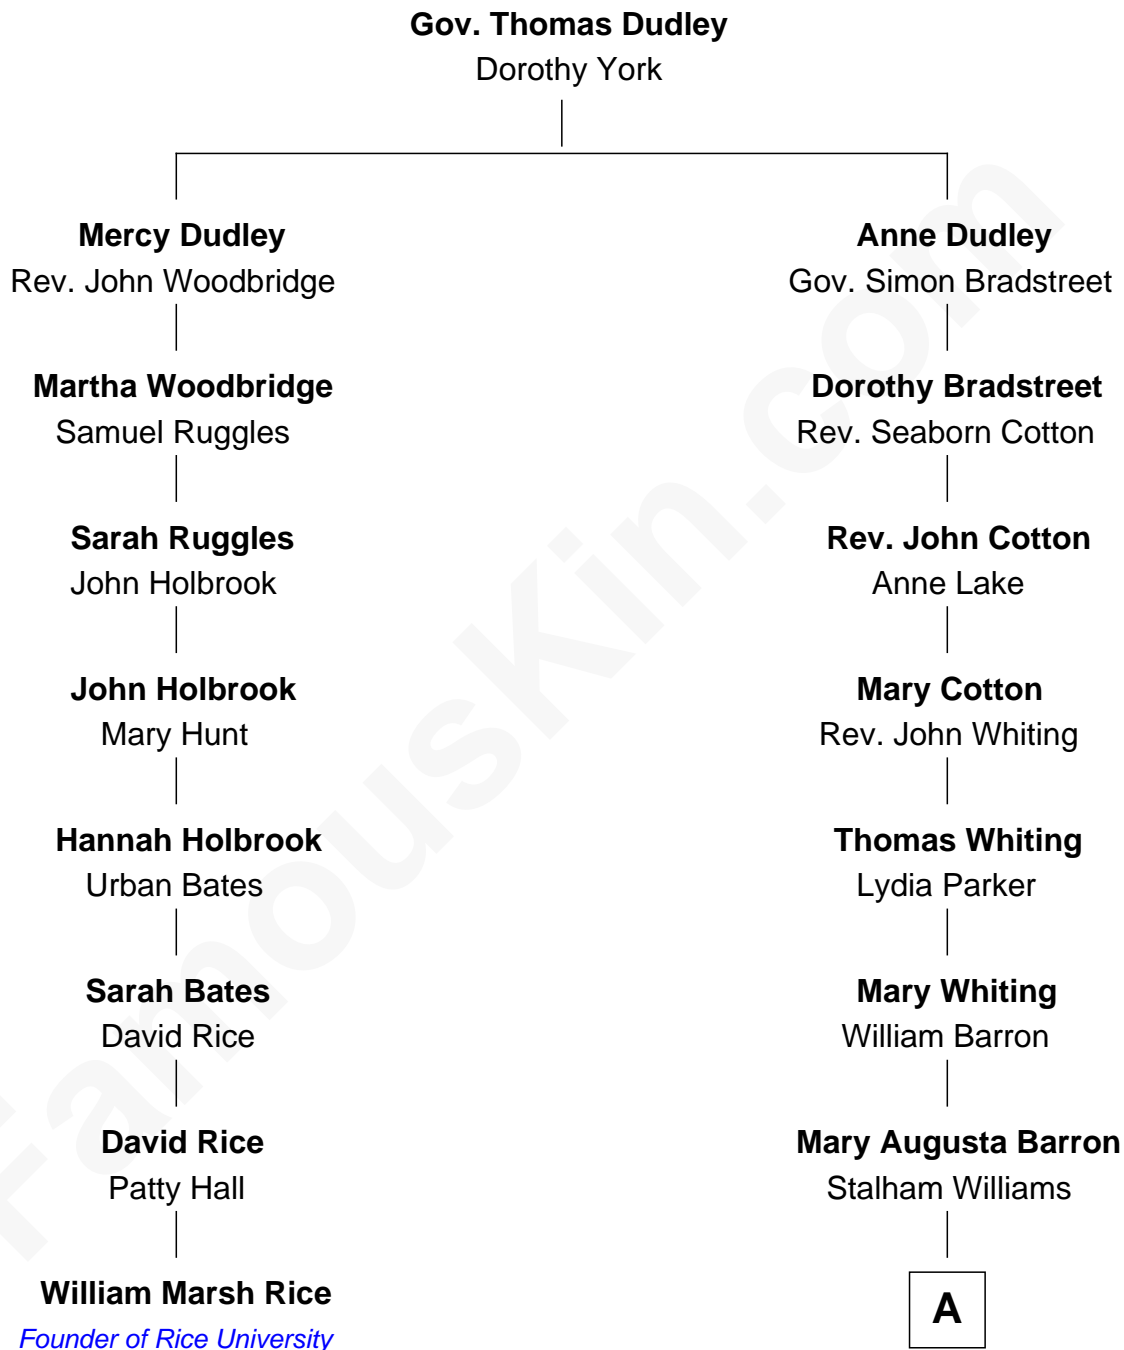 Gov. Thomas Dudley
Dorothy York
Mercy Dudley
Rev. John Woodbridge
Martha Woodbridge
Samuel Ruggles
Sarah Ruggles
John Holbrook
John Holbrook
Mary Hunt
Hannah Holbrook
Urban Bates
Sarah Bates
David Rice
David Rice
Patty Hall
William Marsh Rice
Founder of Rice University
Anne Dudley
Gov. Simon Bradstreet
Dorothy Bradstreet
Rev. Seaborn Cotton
Rev. John Cotton
Anne Lake
Mary Cotton
Rev. John Whiting
Thomas Whiting
Lydia Parker
Mary Whiting
William Barron
Mary Augusta Barron
Stalham Williams
A
FamousKin.com